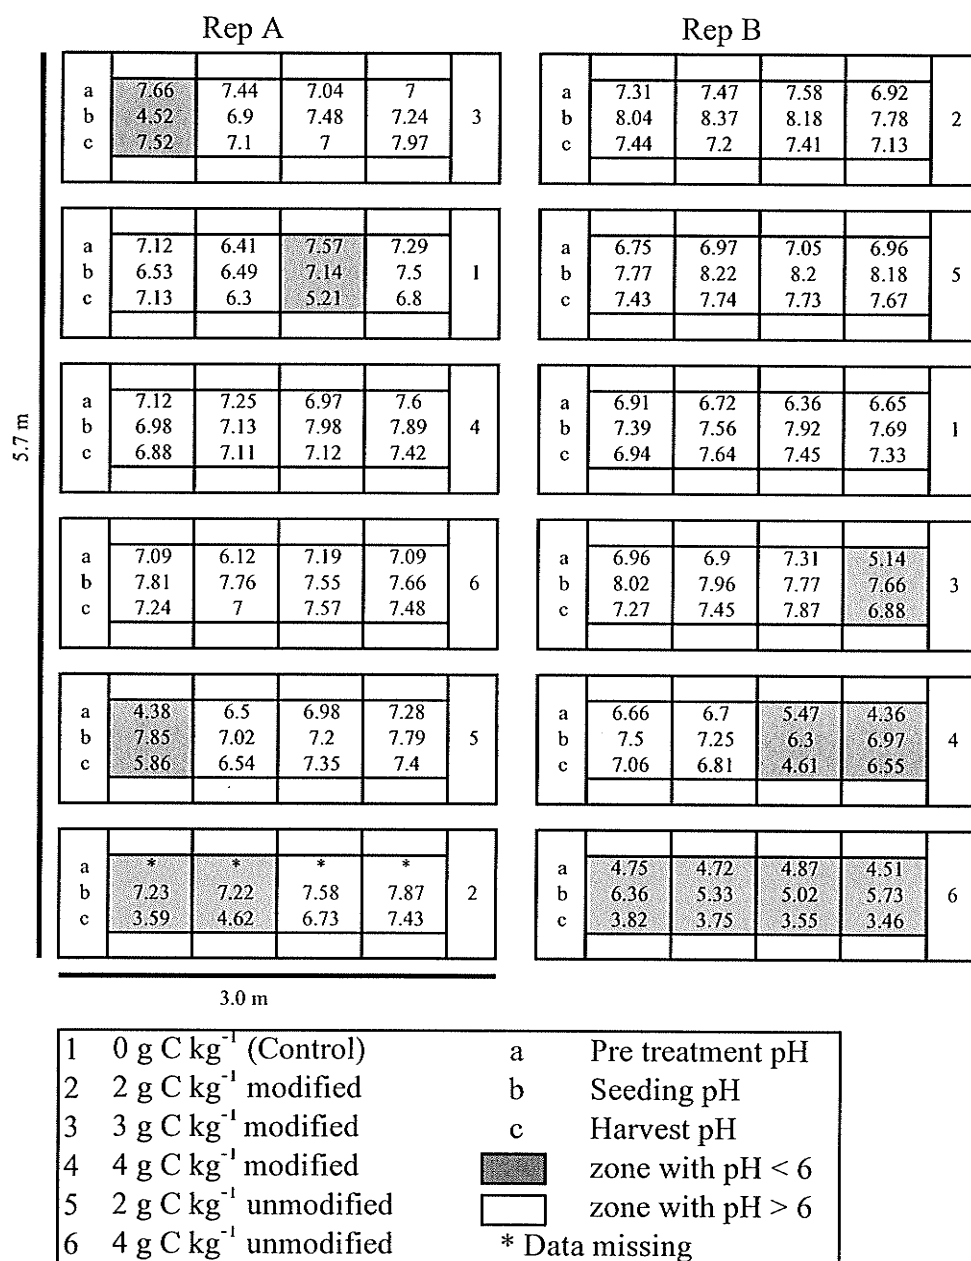 Rep A Rep B
a 7.66 7.44 7.04 7
b 4.52 6.9 7.48 7.24 3
c 7.52 7.1 7 7.97
a 7.31 7.47 7.58 6.92
b 8.04 8.37 8.18 7.78 2
c 7.44 7.2 7.41 7.13
a 7.12 6.41 7.57 7.29
b 6.53 6.49 7.14 7.5 1
c 7.13 6.3 5.21 6.8
a 6.75 6.97 7.05 6.96
b 7.77 8.22 8.2 8.18 5
c 7.43 7.74 7.73 7.67
a 7.12 7.25 6.97 7.6
b 6.98 7.13 7.98 7.89 4
c 6.88 7.11 7.12 7.42
a 6.91 6.72 6.36 6.65
b 7.39 7.56 7.92 7.69 1
c 6.94 7.64 7.45 7.33
5.7 m
a 7.09 6.12 7.19 7.09
b 7.81 7.76 7.55 7.66 6
c 7.24 7 7.57 7.48
a 6.96 6.9 7.31 5.14
b 8.02 7.96 7.77 7.66 3
c 7.27 7.45 7.87 6.88
a 4.38 6.5 6.98 7.28
b 7.85 7.02 7.2 7.79 5
c 5.86 6.54 7.35 7.4
a 6.66 6.7 5.47 4.36
b 7.5 7.25 6.3 6.97 4
c 7.06 6.81 4.61 6.55
a * * * *
b 7.23 7.22 7.58 7.87 2
c 3.59 4.62 6.73 7.43
a 4.75 4.72 4.87 4.51
b 6.36 5.33 5.02 5.73 6
c 3.82 3.75 3.55 3.46
3.0 m
1 0 g C kg⁻¹ (Control) a Pre treatment pH
2 2 g C kg⁻¹ modified b Seeding pH
3 3 g C kg⁻¹ modified c Harvest pH
4 4 g C kg⁻¹ modified zone with pH < 6
5 2 g C kg⁻¹ unmodified zone with pH > 6
6 4 g C kg⁻¹ unmodified * Data missing